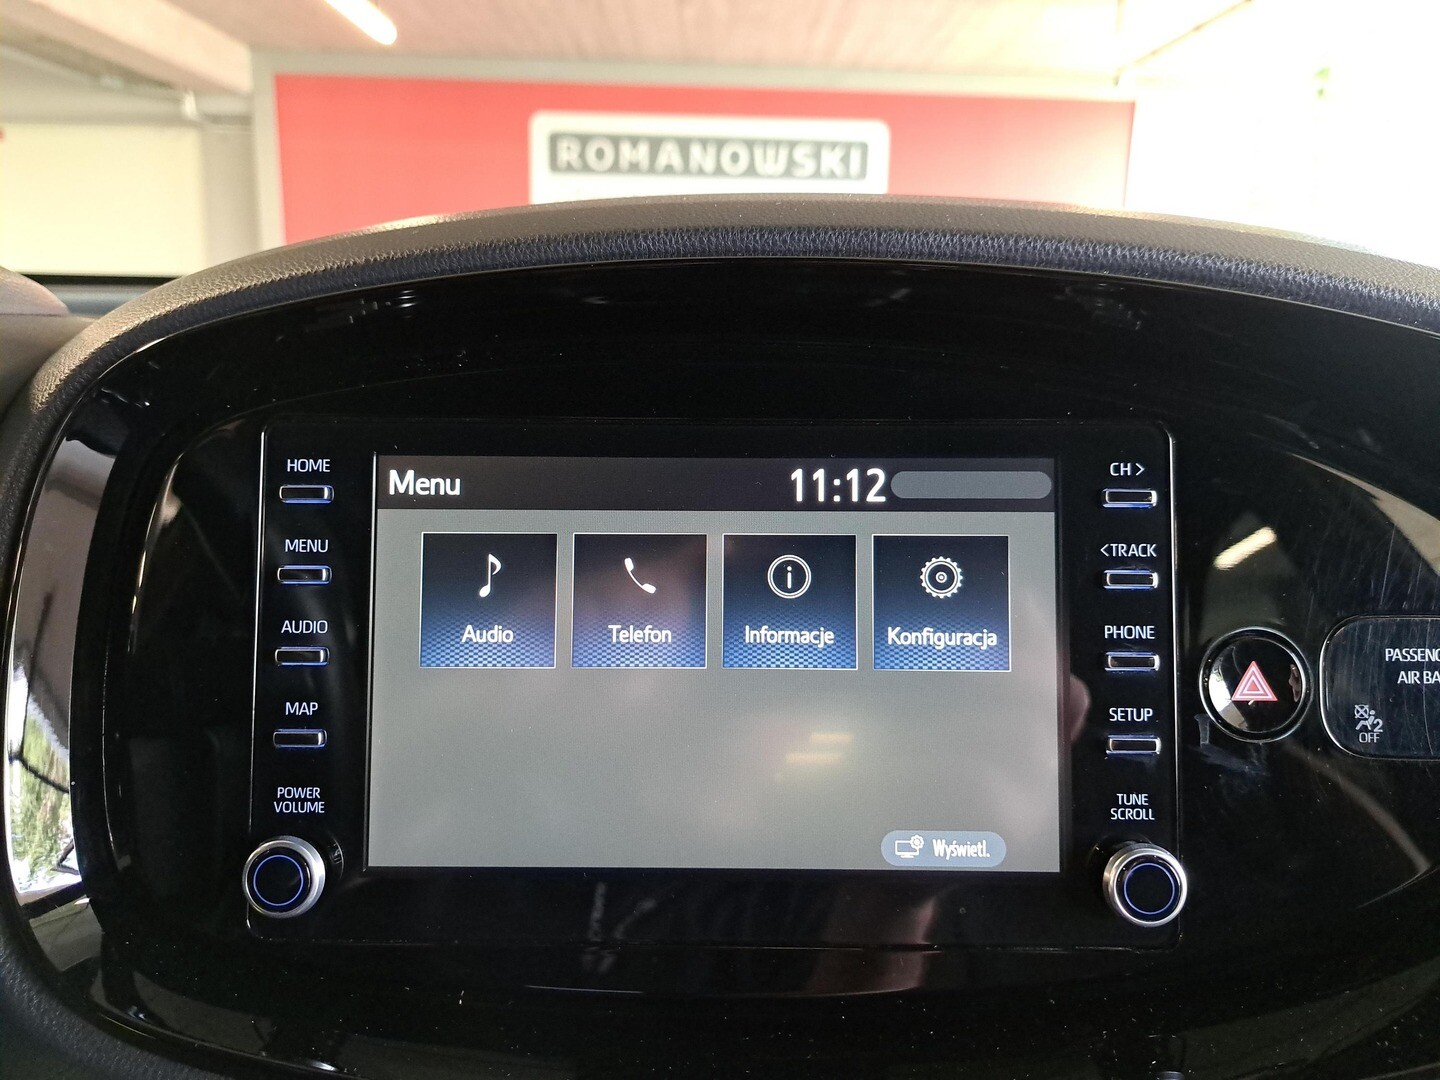 ROMANOWSKI
HOME
MENU
AUDIO
MAP
POWER
VOLUME
Menu
11:12
Audio
Telefon
Informacje
Konfiguracja
Wyświetl.
CH >
<TRACK
PHONE
SETUP
TUNE
SCROLL
PASSENG
AIR BA
2
OFF